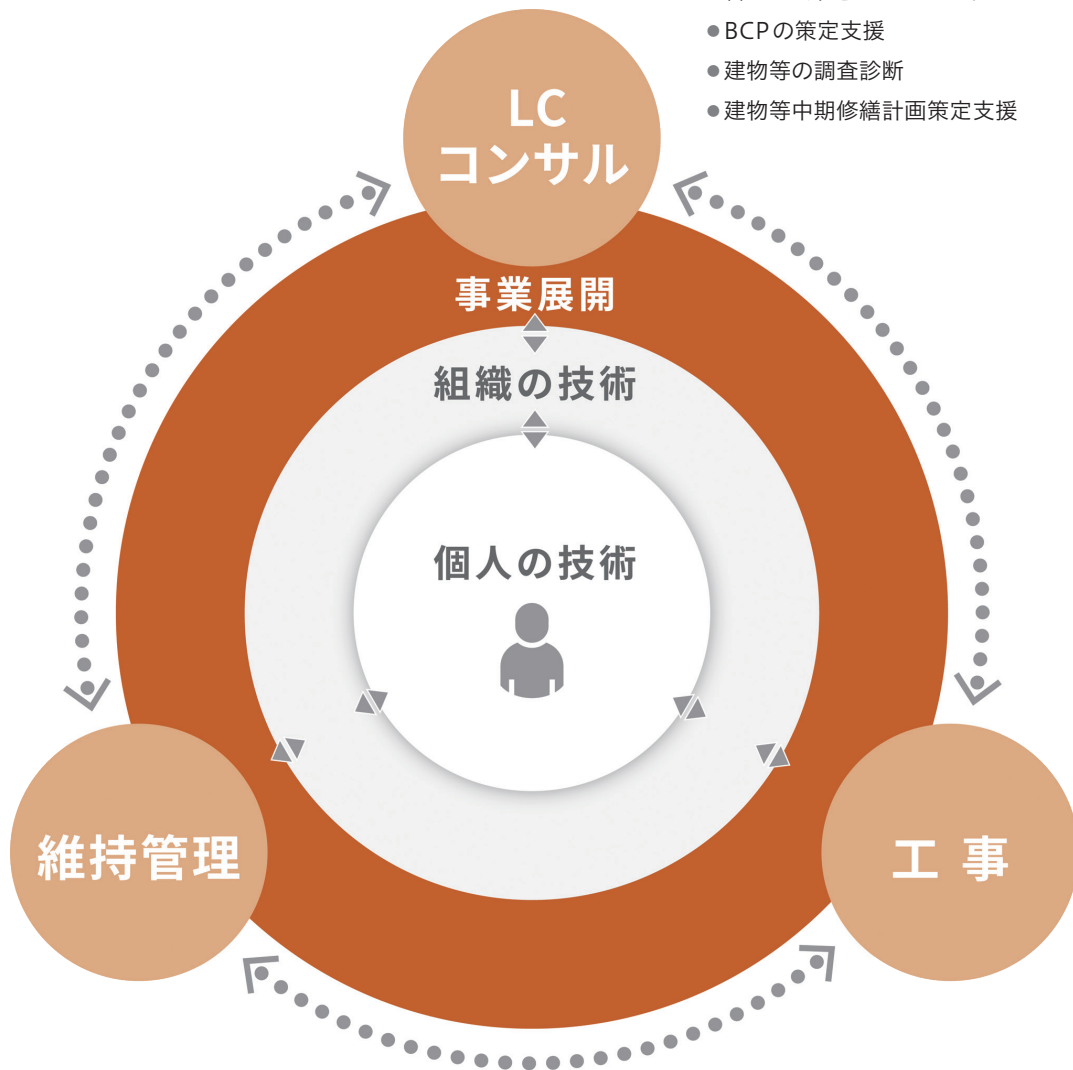 ●BCPの策定支援
●建物等の調査診断
●建物等中期修繕計画策定支援
LC
コンサル
事業展開
組織の技術
個人の技術
維持管理
工 事